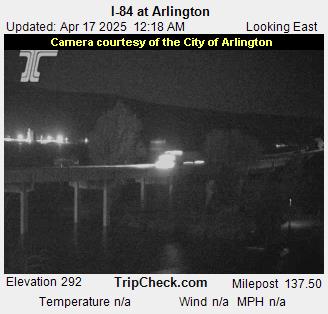 I-84 at Arlington
Updated: Apr 17 2025 12:18 AM Looking East
Camera courtesy of the City of Arlington
Elevation 292 TripCheck.com Milepost 137.50
Temperature n/a Wind n/a MPH n/a